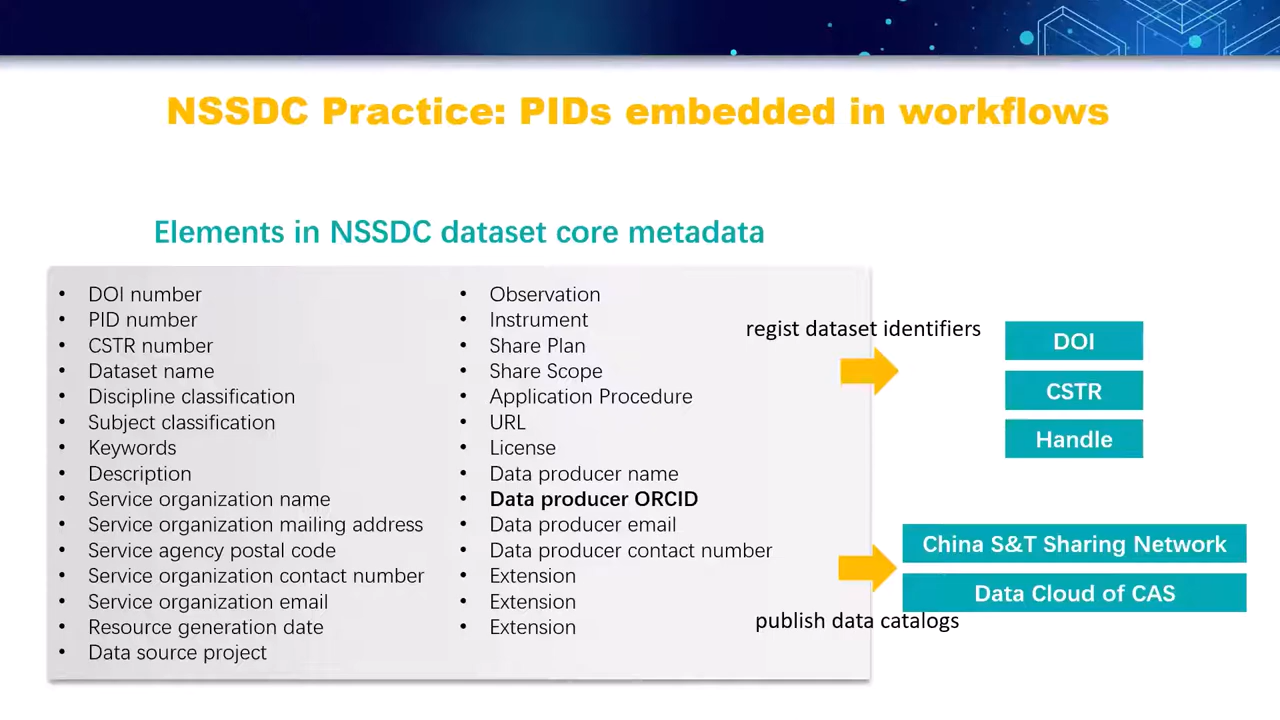 NSSDC Practice: PIDs embedded in workflows
Elements in NSSDC dataset core metadata
• DOI number
• PID number
• CSTR number
• Dataset name
• Discipline classification
• Subject classification
• Keywords
• Description
• Service organization name
• Service organization mailing address
• Service agency postal code
• Service organization contact number
• Service organization email
• Resource generation date
• Data source project
• Observation
• Instrument
• Share Plan
• Share Scope
• Application Procedure
• URL
• License
• Data producer name
• Data producer ORCID
• Data producer email
• Data producer contact number
• Extension
• Extension
• Extension
regist dataset identifiers
DOI
CSTR
Handle
China S&T Sharing Network
Data Cloud of CAS
publish data catalogs